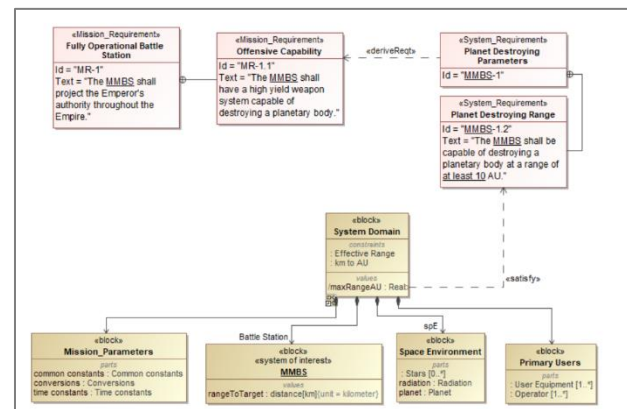 «Mission_Requirement»
Fully Operational Battle
Station
Id = "MR-1"
Text = "The MMBS shall
project the Emperor's
authority throughout the
Empire."
«Mission_Requirement»
Offensive Capability
Id = "MR-1.1"
Text = "The MMBS shall
have a high yield weapon
system capable of
destroying a planetary body."
«deriveReqt»
«System_Requirement»
Planet Destroying
Parameters
Id = "MMBS-1"
«System_Requirement»
Planet Destroying Range
Id = "MMBS-1.2"
Text = "The MMBS shall be
capable of destroying a
planetary body at a range of
at least 10 AU."
«block»
System Domain
constraints
: Effective Range
: km to AU
values
/maxRangeAU : Real
«satisfy»
Battle Station
spE
«block»
Mission_Parameters
parts
common constants : Common constants
conversions : Conversions
time constants : Time constants
«block»
«system of interest»
MMBS
values
rangeToTarget : distance[km]{unit = kilometer}
«block»
Space Environment
parts
: Stars [0..*]
radiation : Radiation
planet : Planet
«block»
Primary Users
parts
: User Equipment [1..*]
: Operator [1..*]